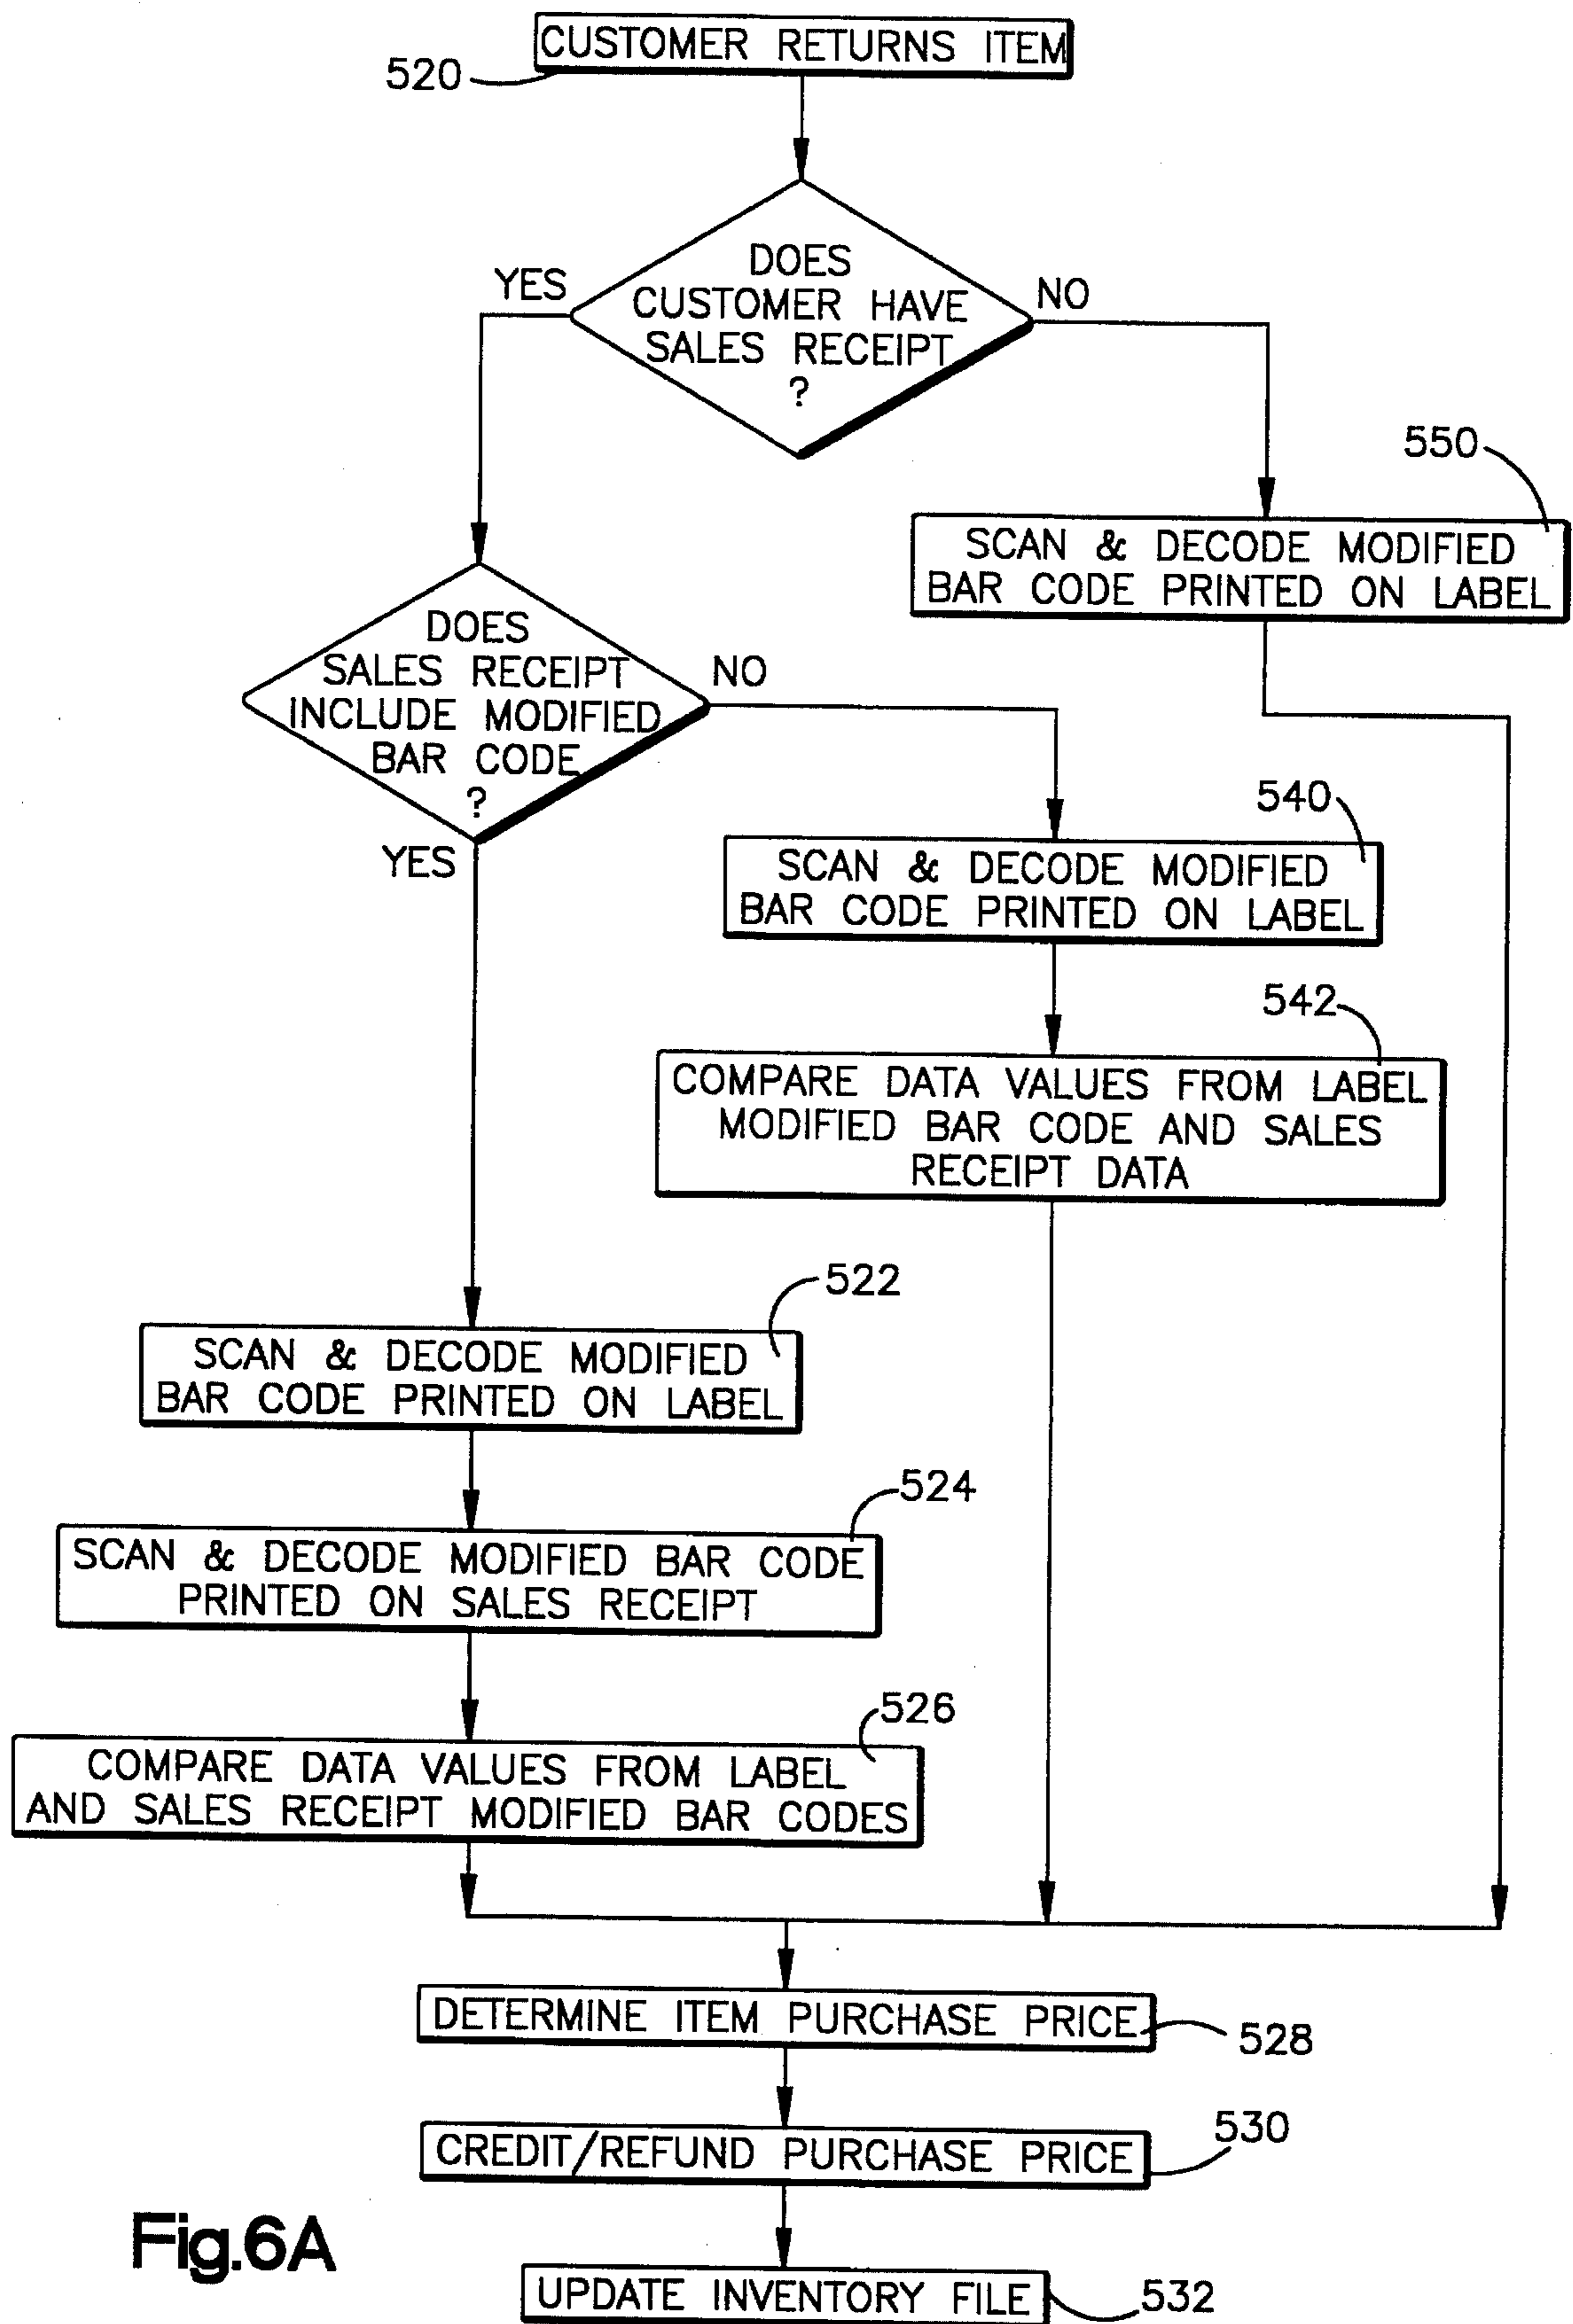 CUSTOMER RETURNS ITEM
520
DOES
CUSTOMER HAVE
SALES RECEIPT
?
YES
NO
550
SCAN & DECODE MODIFIED
BAR CODE PRINTED ON LABEL
DOES
SALES RECEIPT
INCLUDE MODIFIED
BAR CODE
?
NO
YES
540
SCAN & DECODE MODIFIED
BAR CODE PRINTED ON LABEL
542
COMPARE DATA VALUES FROM LABEL
MODIFIED BAR CODE AND SALES
RECEIPT DATA
522
SCAN & DECODE MODIFIED
BAR CODE PRINTED ON LABEL
524
SCAN & DECODE MODIFIED BAR CODE
PRINTED ON SALES RECEIPT
526
COMPARE DATA VALUES FROM LABEL
AND SALES RECEIPT MODIFIED BAR CODES
DETERMINE ITEM PURCHASE PRICE
528
CREDIT/REFUND PURCHASE PRICE
530
UPDATE INVENTORY FILE
532
Fig.6A